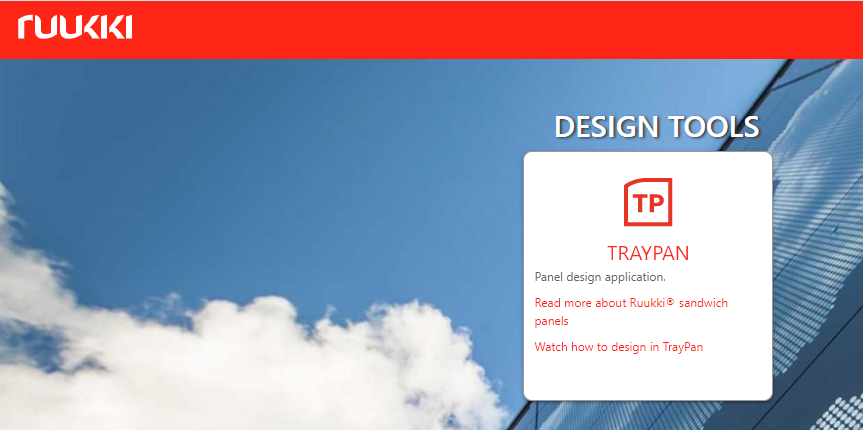 ruukki
DESIGN TOOLS
TP
TRAYPAN
Panel design application.
Read more about Ruukki® sandwich
panels
Watch how to design in TrayPan